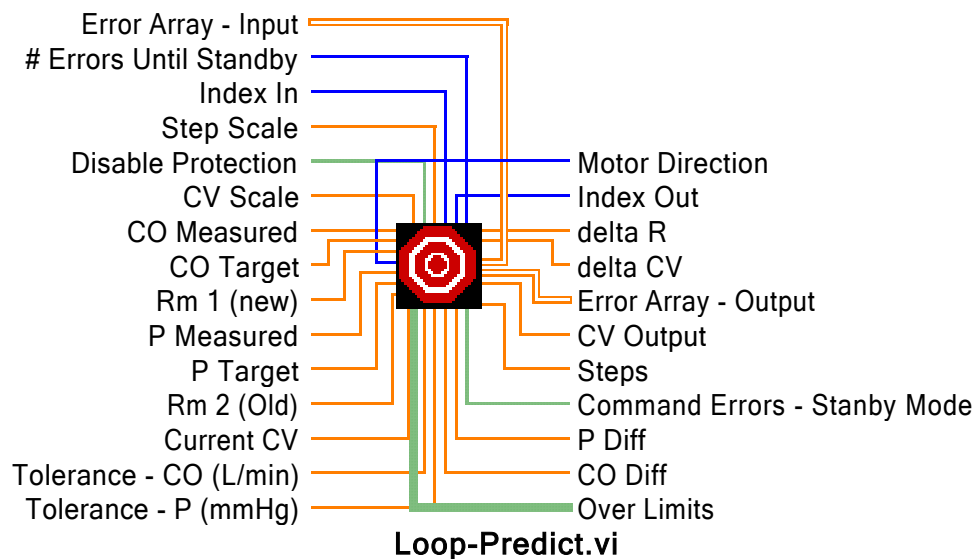 Error Array - Input
# Errors Until Standby
Index In
Step Scale
Disable Protection
CV Scale
CO Measured
CO Target
Rm 1 (new)
P Measured
P Target
Rm 2 (Old)
Current CV
Tolerance - CO (L/min)
Tolerance - P (mmHg)
Motor Direction
Index Out
delta R
delta CV
Error Array - Output
CV Output
Steps
Command Errors - Stanby Mode
P Diff
CO Diff
Over Limits
Loop-Predict.vi